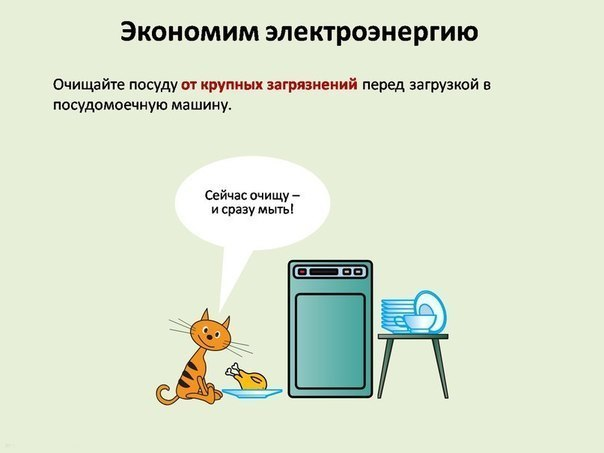 Экономим электроэнергию
Очищайте посуду от крупных загрязнений перед загрузкой в
посудомоечную машину.
Сейчас очищу –
и сразу мыть!